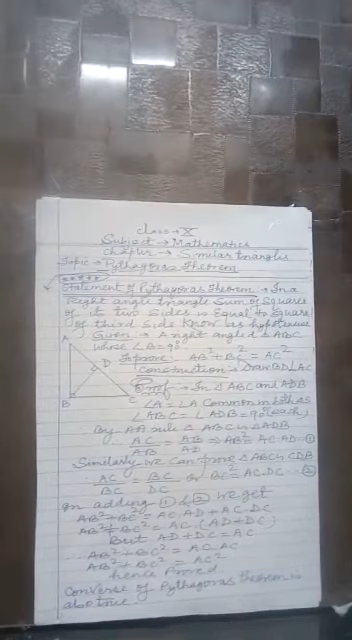 class → X
Subject → Mathematics
chapter → Similar triangles
Topic → Pythagoras Theorem
Statement of Pythagoras theorem → In a
Right angle triangle Sum of Squares
of its two sides is Equal to Square
of third side Know as hypotenuse
Given → A right angled △ABC
whose ∠B = 90°
To prove AB²+BC² = AC²
construction → Draw BD⊥AC
Proof → In △ABC and ADB
∠A = ∠A Common in both △s
∠ABC = ∠ADB = 90° (each)
By AA rule △ABC ~ △ADB
∴ AC/AB = AB/AD ⇒ AB² = AC·AD —①
Similarly we can prove △ABC ~ CDB
∴ AC/BC = BC/DC or BC² = AC·DC —②
on adding ① & ② we get
AB²+BC² = AC·AD + AC·DC
AB²+BC² = AC (AD+DC)
But AD+DC = AC
∴ AB²+BC² = AC·AC
AB²+BC² = AC²
hence Proved
Converse of Pythagoras theorem is
also true
A
D
B
C